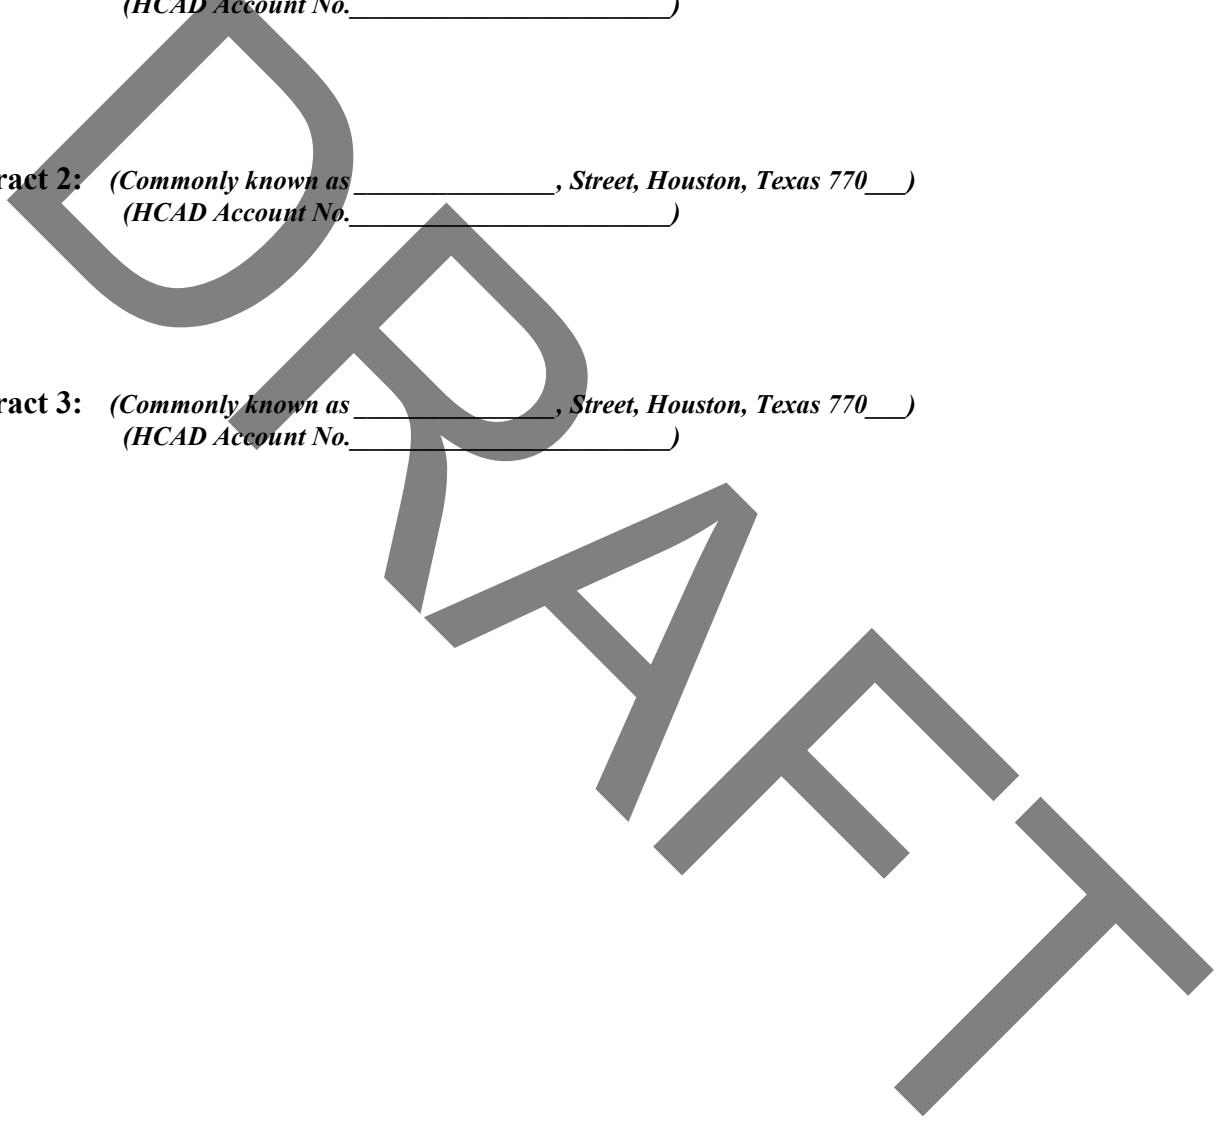 (HCAD Account No.________________________)
ract 2: (Commonly known as _______________, Street, Houston, Texas 770___)
(HCAD Account No.________________________)
ract 3: (Commonly known as _______________, Street, Houston, Texas 770___)
(HCAD Account No.________________________)
DRAFT